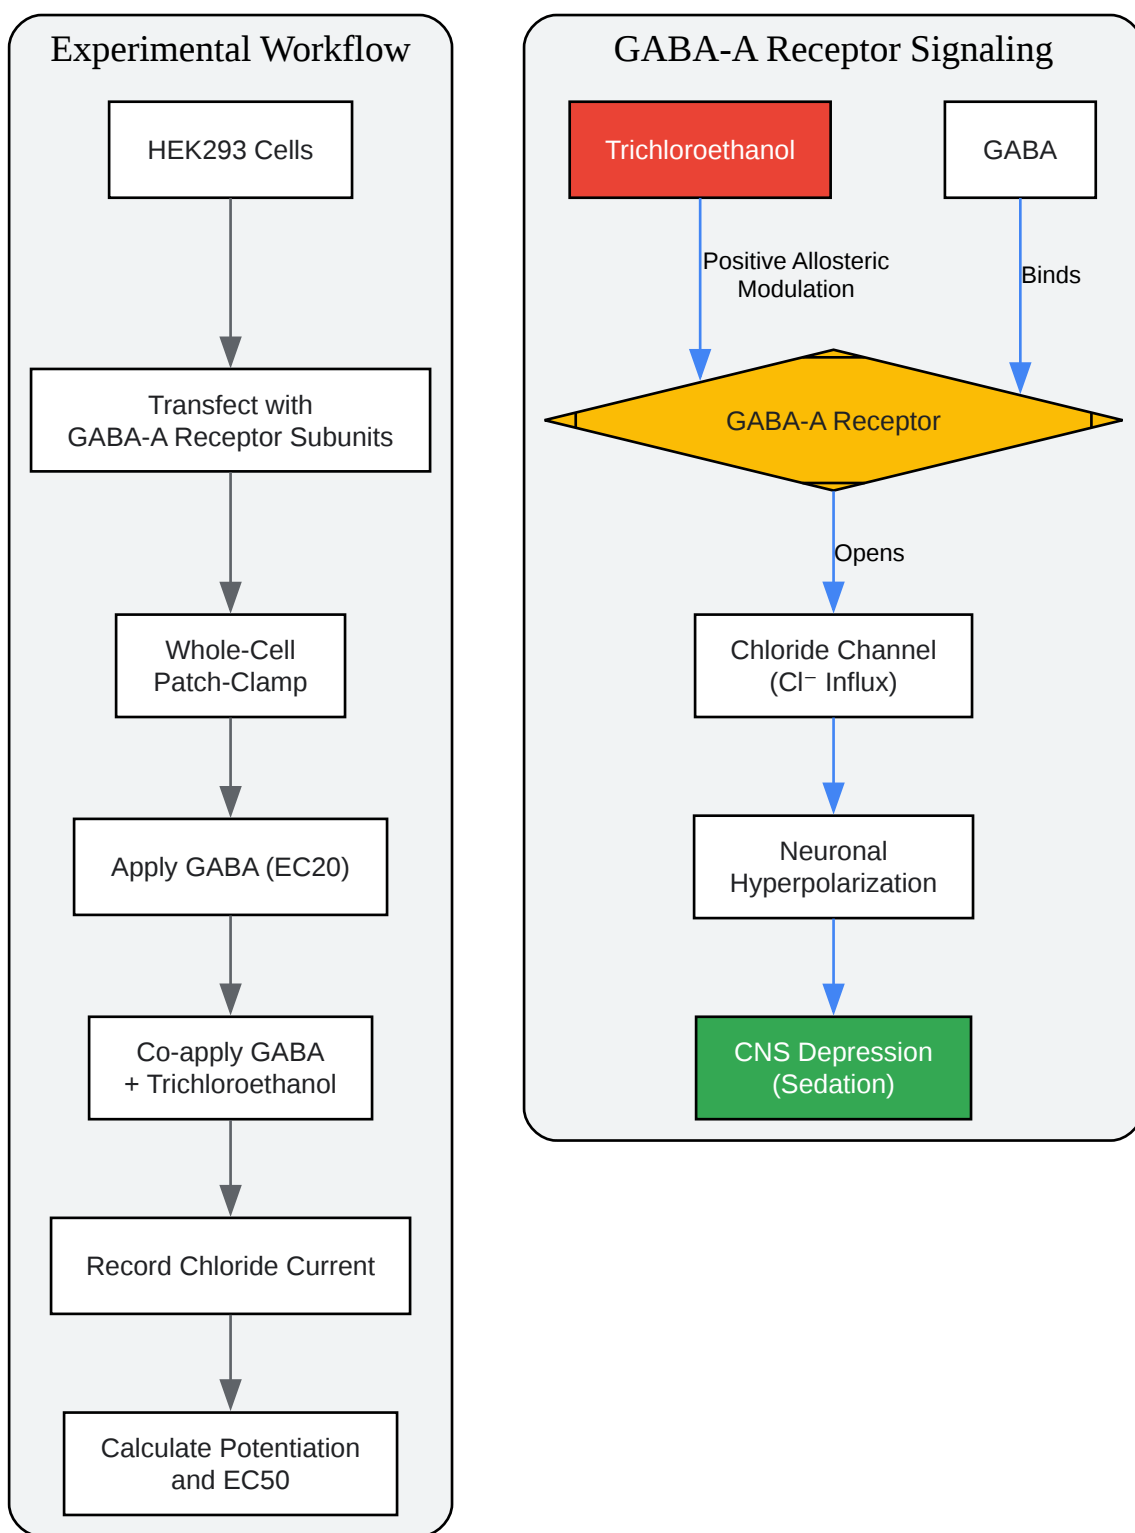 Experimental Workflow
HEK293 Cells
Transfect with
GABA-A Receptor Subunits
Whole-Cell
Patch-Clamp
Apply GABA (EC20)
Co-apply GABA
+ Trichloroethanol
Record Chloride Current
Calculate Potentiation
and EC50
GABA-A Receptor Signaling
Trichloroethanol
GABA
Positive Allosteric
Modulation
Binds
GABA-A Receptor
Opens
Chloride Channel
(Cl⁻ Influx)
Neuronal
Hyperpolarization
CNS Depression
(Sedation)